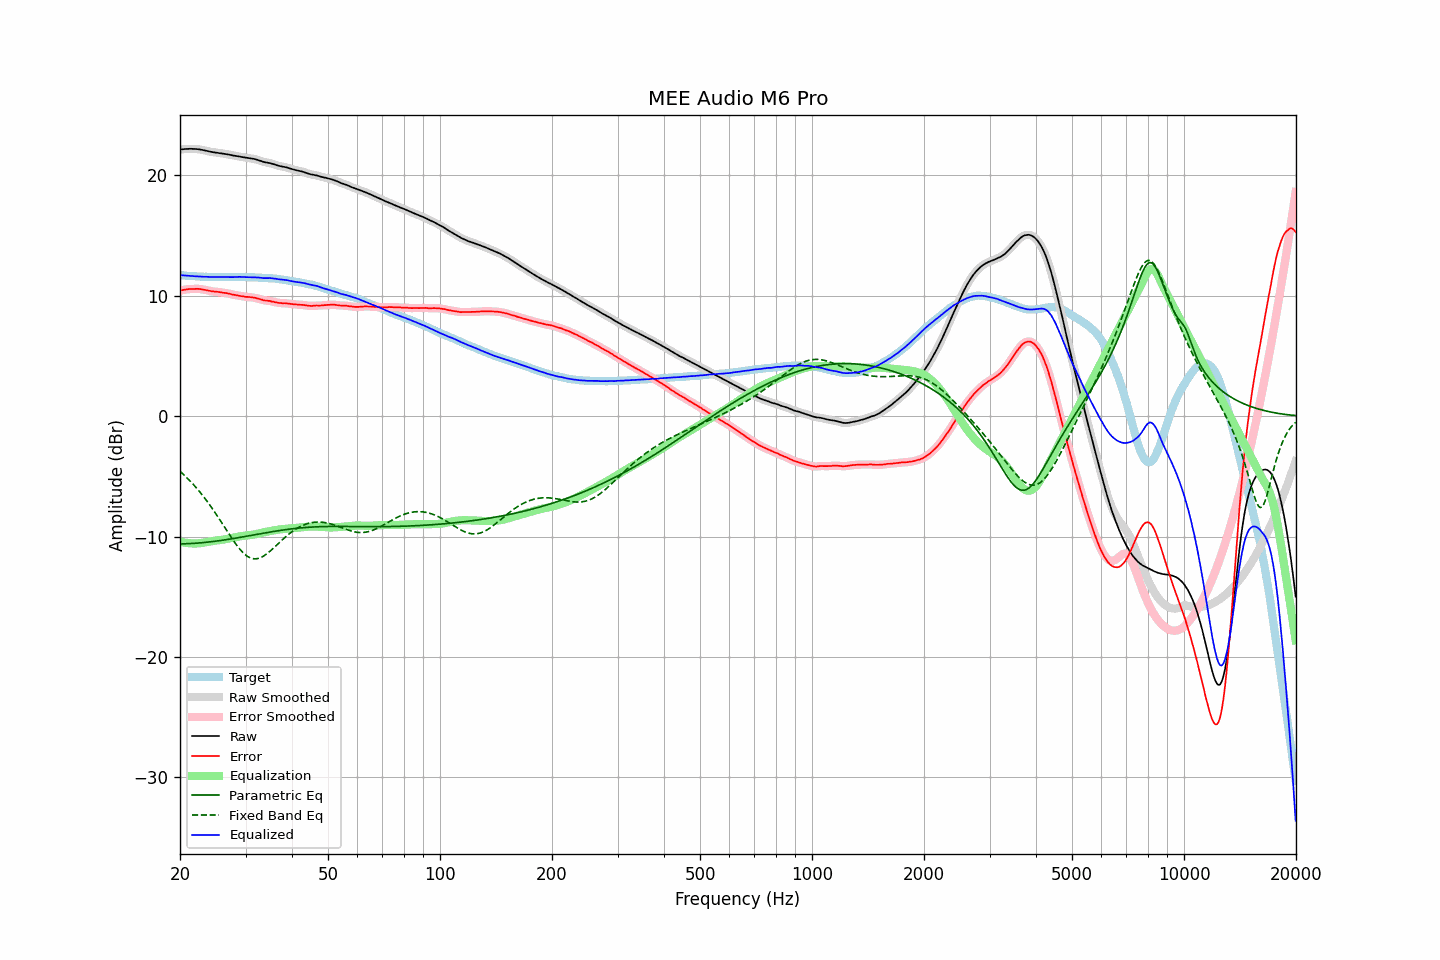 MEE Audio M6 Pro
Amplitude (dBr)
20
10
0
−10
−20
−30
Target
Raw Smoothed
Error Smoothed
Raw
Error
Equalization
Parametric Eq
Fixed Band Eq
Equalized
20 50 100 200 500 1000 2000 5000 10000 20000
Frequency (Hz)